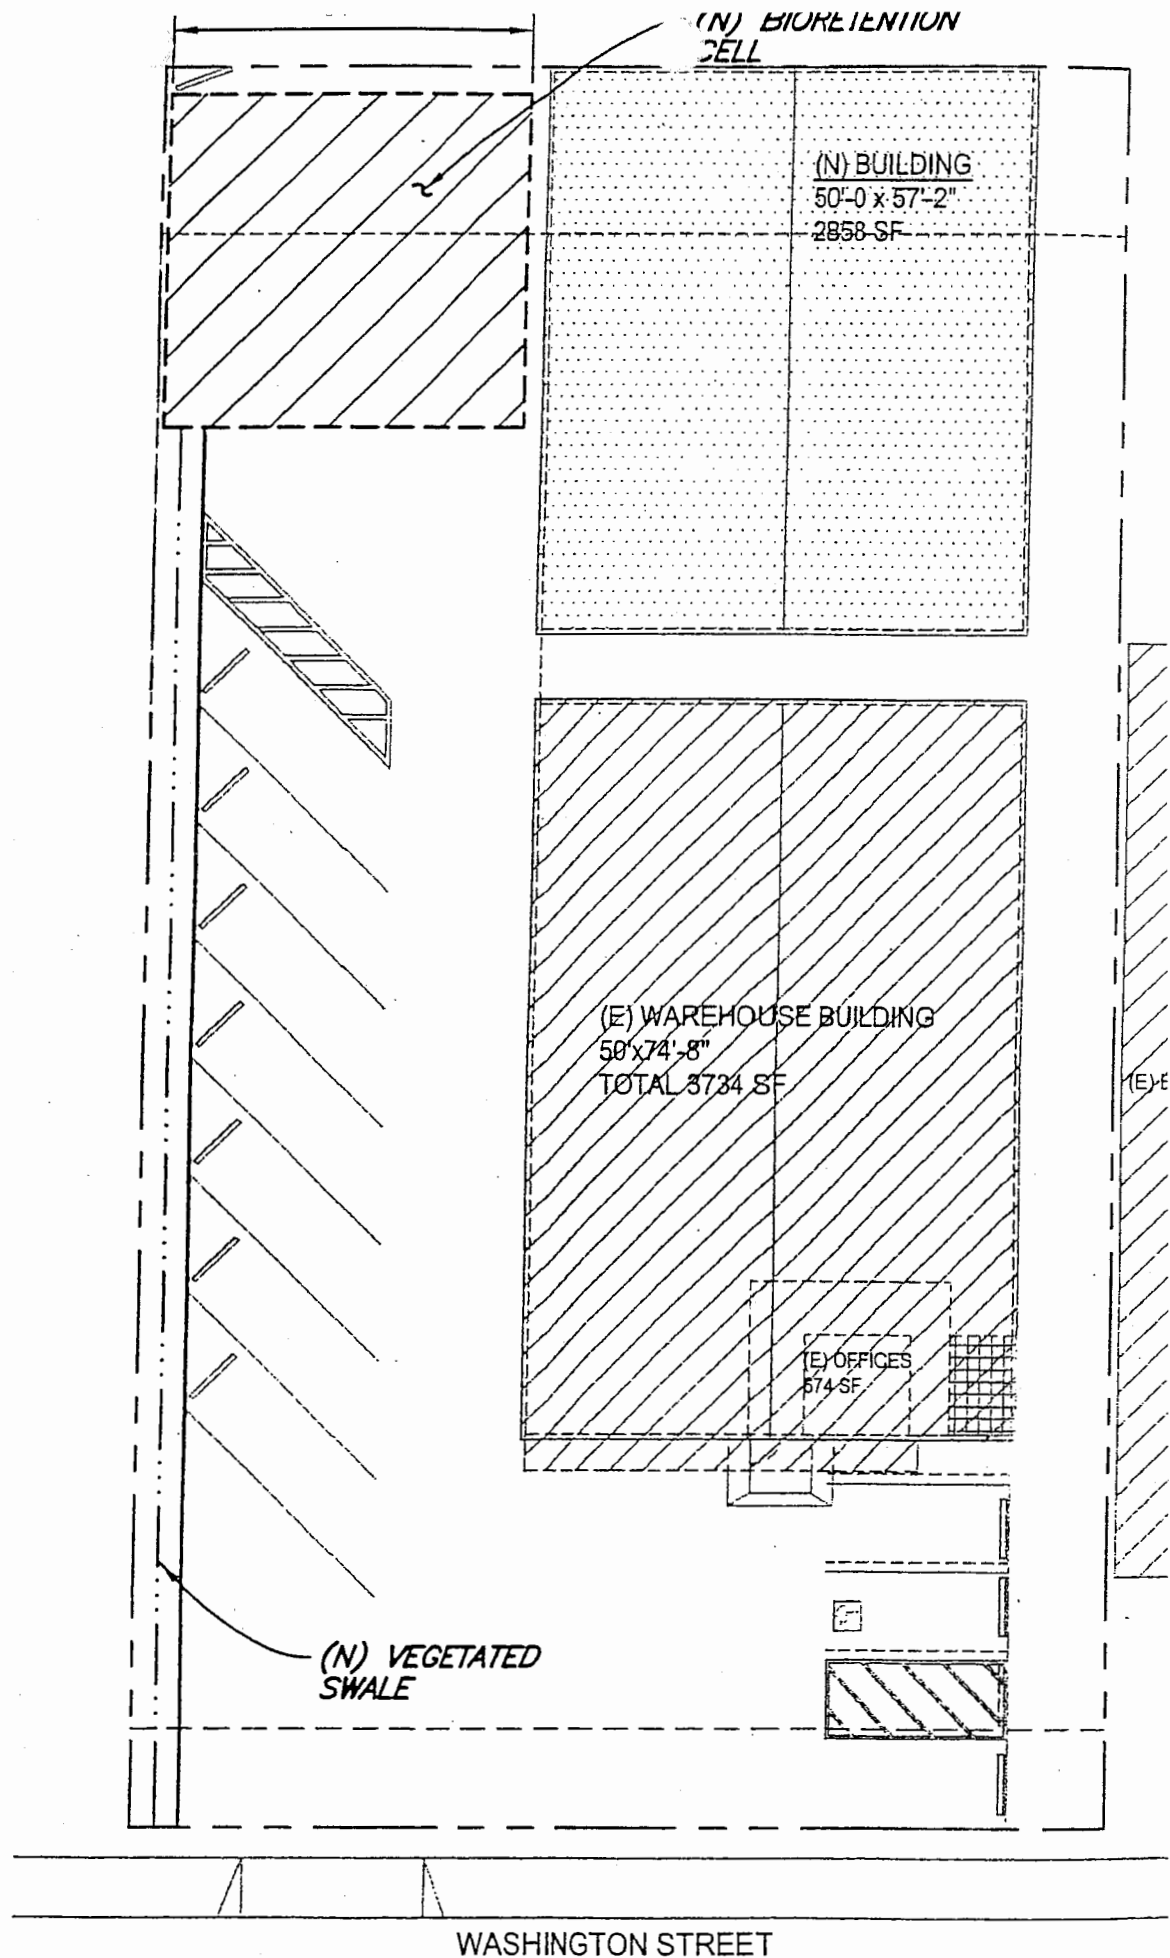 (N) BIORETENTION
CELL
(N) BUILDING
50'-0 x 57'-2"
2858 SF
(E) WAREHOUSE BUILDING
50'x74'-8"
TOTAL 3734 SF
(E)
(E) OFFICES
574 SF
(N) VEGETATED
SWALE
WASHINGTON STREET